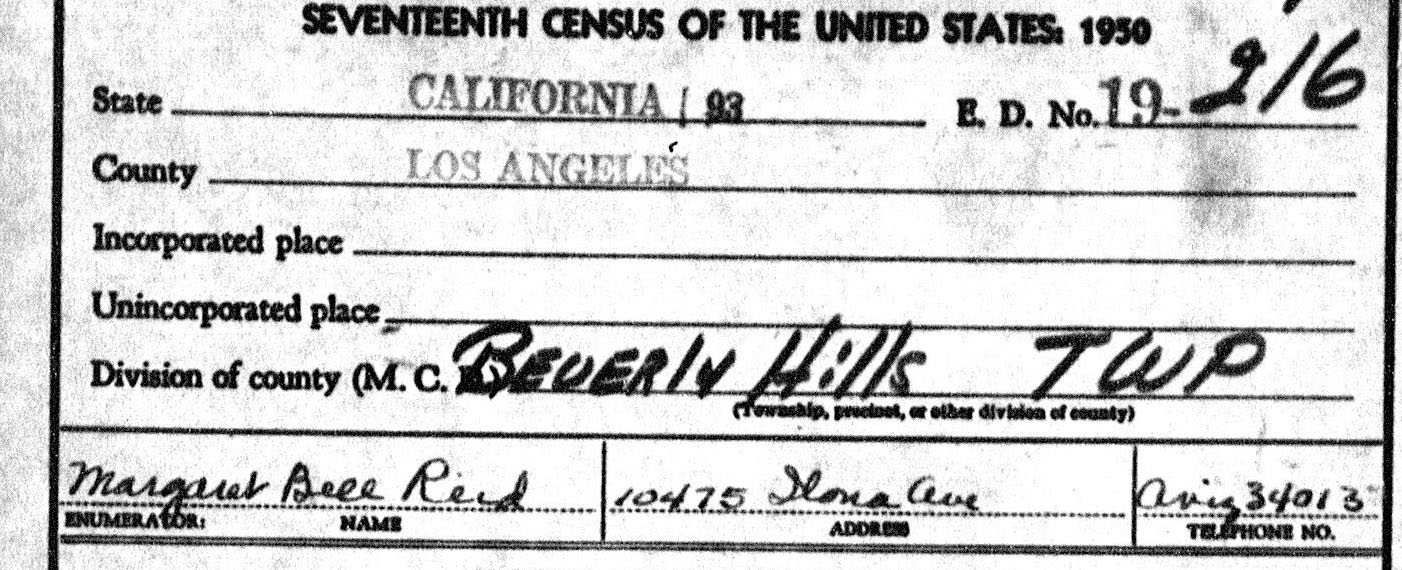 SEVENTEENTH CENSUS OF THE UNITED STATES: 1950
State CALIFORNIA / 93 E. D. No. 19-216
County LOS ANGELES
Incorporated place
Unincorporated place
Division of county (M. C. D.) BEVERLY Hills TWP
(Township, precinct, or other division of county)
Margaret Bell Reid 10475 Ilona Ave 34013
ENUMERATOR: NAME ADDRESS TELEPHONE NO.